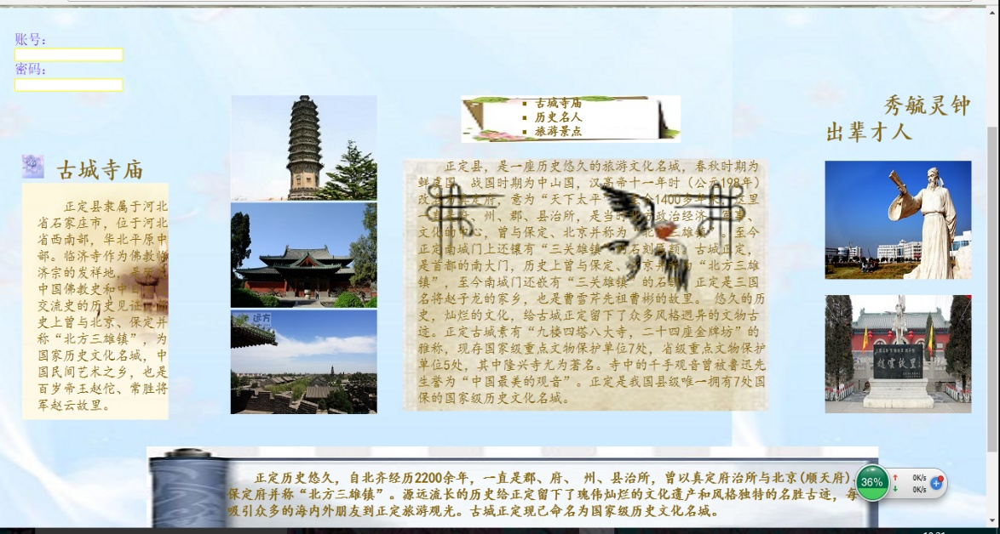 账号：
密码：
古城寺庙
正定县隶属于河北
省石家庄市，位于河北
省西南部，华北平原中
部。临济寺作为佛教临
济宗的发祥地，是
中国佛教史和中
交流史的历史见证，
史上曾与北京、保定并
称“北方三雄镇”，为
国家历史文化名城，中
国民间艺术之乡，也是
百岁帝王赵佗、常胜将
军赵云故里。
远方
▪ 古城寺庙
▪ 历史名人
▪ 旅游景点
正定县，是一座历史悠久的旅游文化名城，春秋时期为
鲜虞国，战国时期为中山国，汉高帝十一年时（公元198年）
改 定府，意为“天下太平” 今1400多年 这里
一直是 、州、郡、县治所，是当时 方政治经济、军事、
文化的中心，曾与保定、北京并称为“北方三雄镇”，至今
正定南城门上还镶有“三关雄镇”的石刻 额。古城正定，
是首都的南大门，历史上曾与保定、北京并称为“北方三雄
镇”，至今南城门还嵌有“三关雄镇”的石 正定是三国
名将赵子龙的家乡，也是曹雪芹先祖曹彬的故里。 悠久的历
史，灿烂的文化，给古城正定留下了众多风格迥异的文物古
迹。正定古城素有“九楼四塔八大寺，二十四座金牌坊”的
雅称，现存国家级重点文物保护单位7处，省级重点文物保护
单位5处，其中隆兴寺尤为著名。寺中的千手观音曾被鲁迅先
生誉为“中国最美的观音”。正定是我国县级唯一拥有7处国
保的国家级历史文化名城。
秀毓灵钟
出辈才人
赵云故里
正定历史悠久，自北齐经历2200余年，一直是郡、府、 州、县治所，曾以真定府治所与北京(顺天府)、
保定府并称“北方三雄镇”。源远流长的历史给正定留下了瑰伟灿烂的文化遗产和风格独特的名胜古迹，每
吸引众多的海内外朋友到正定旅游观光。古城正定现已命名为国家级历史文化名城。
36%
0K/s
0K/s